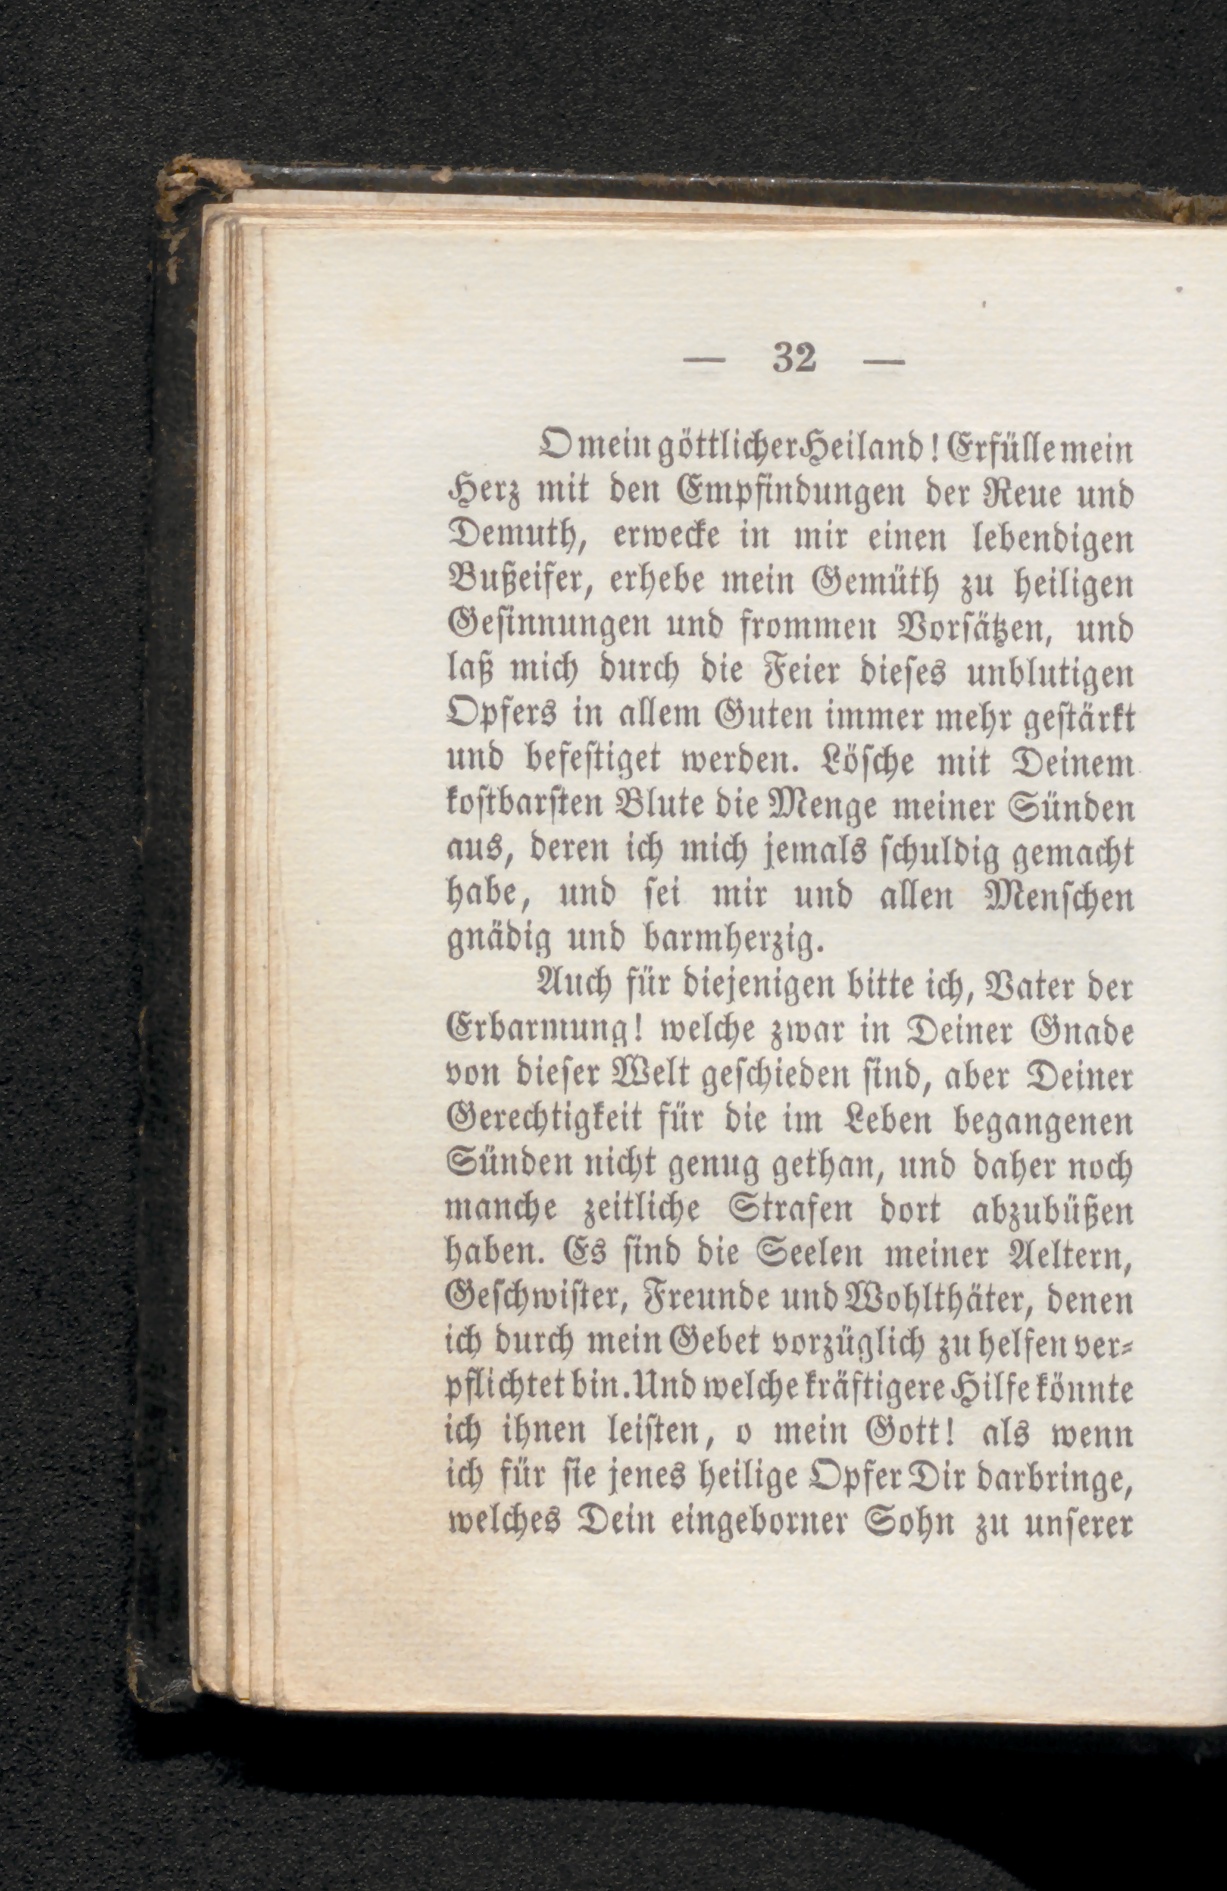 — 32 —
O mein göttlicher Heiland! Erfülle mein
Herz mit den Empfindungen der Reue und
Demuth, erwecke in mir einen lebendigen
Bußeifer, erhebe mein Gemüth zu heiligen
Gesinnungen und frommen Vorsätzen, und
laß mich durch die Feier dieses unblutigen
Opfers in allem Guten immer mehr gestärkt
und befestiget werden. Lösche mit Deinem
kostbarsten Blute die Menge meiner Sünden
aus, deren ich mich jemals schuldig gemacht
habe, und sei mir und allen Menschen
gnädig und barmherzig.
Auch für diejenigen bitte ich, Vater der
Erbarmung! welche zwar in Deiner Gnade
von dieser Welt geschieden sind, aber Deiner
Gerechtigkeit für die im Leben begangenen
Sünden nicht genug gethan, und daher noch
manche zeitliche Strafen dort abzubüßen
haben. Es sind die Seelen meiner Aeltern,
Geschwister, Freunde und Wohlthäter, denen
ich durch mein Gebet vorzüglich zu helfen ver-
pflichtet bin. Und welche kräftigere Hilfe könnte
ich ihnen leisten, o mein Gott! als wenn
ich für sie jenes heilige Opfer Dir darbringe,
welches Dein eingeborner Sohn zu unserer